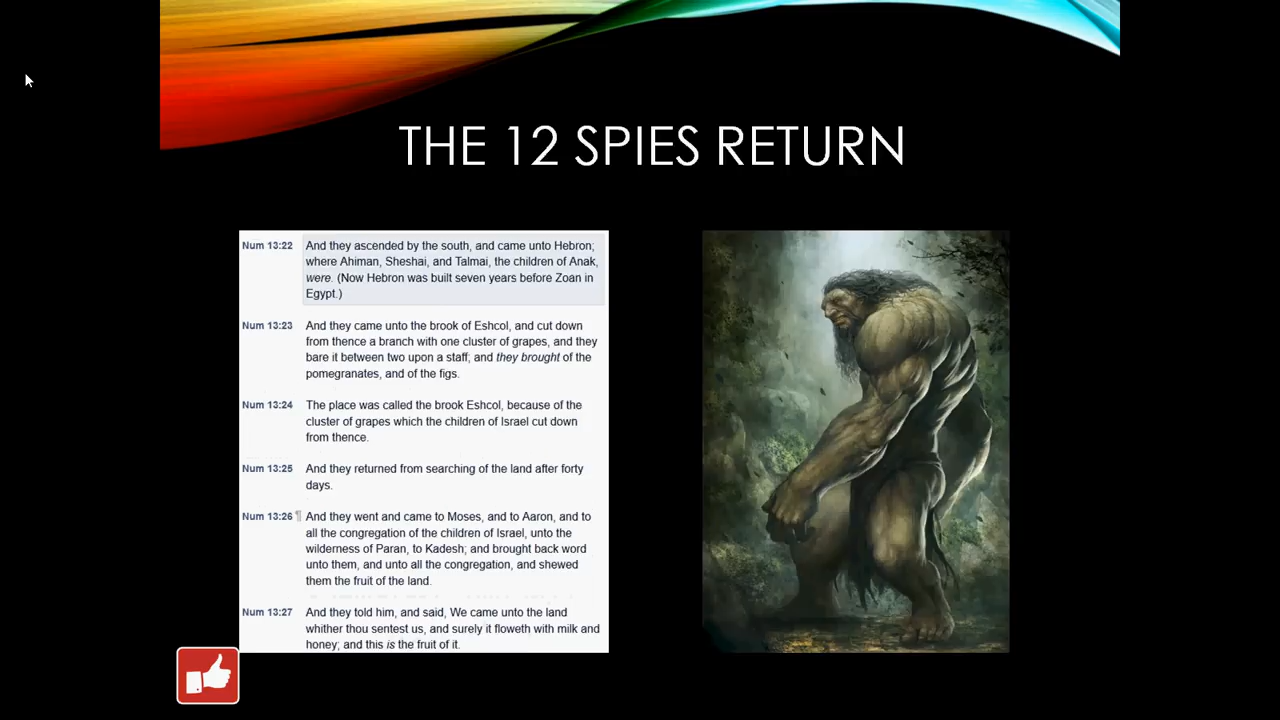 THE 12 SPIES RETURN
Num 13:22 And they ascended by the south, and came unto Hebron;
where Ahiman, Sheshai, and Talmai, the children of Anak,
were. (Now Hebron was built seven years before Zoan in
Egypt.)
Num 13:23 And they came unto the brook of Eshcol, and cut down
from thence a branch with one cluster of grapes, and they
bare it between two upon a staff; and they brought of the
pomegranates, and of the figs.
Num 13:24 The place was called the brook Eshcol, because of the
cluster of grapes which the children of Israel cut down
from thence.
Num 13:25 And they returned from searching of the land after forty
days.
Num 13:26 ¶ And they went and came to Moses, and to Aaron, and to
all the congregation of the children of Israel, unto the
wilderness of Paran, to Kadesh; and brought back word
unto them, and unto all the congregation, and shewed
them the fruit of the land.
Num 13:27 And they told him, and said, We came unto the land
whither thou sentest us, and surely it floweth with milk and
honey; and this is the fruit of it.